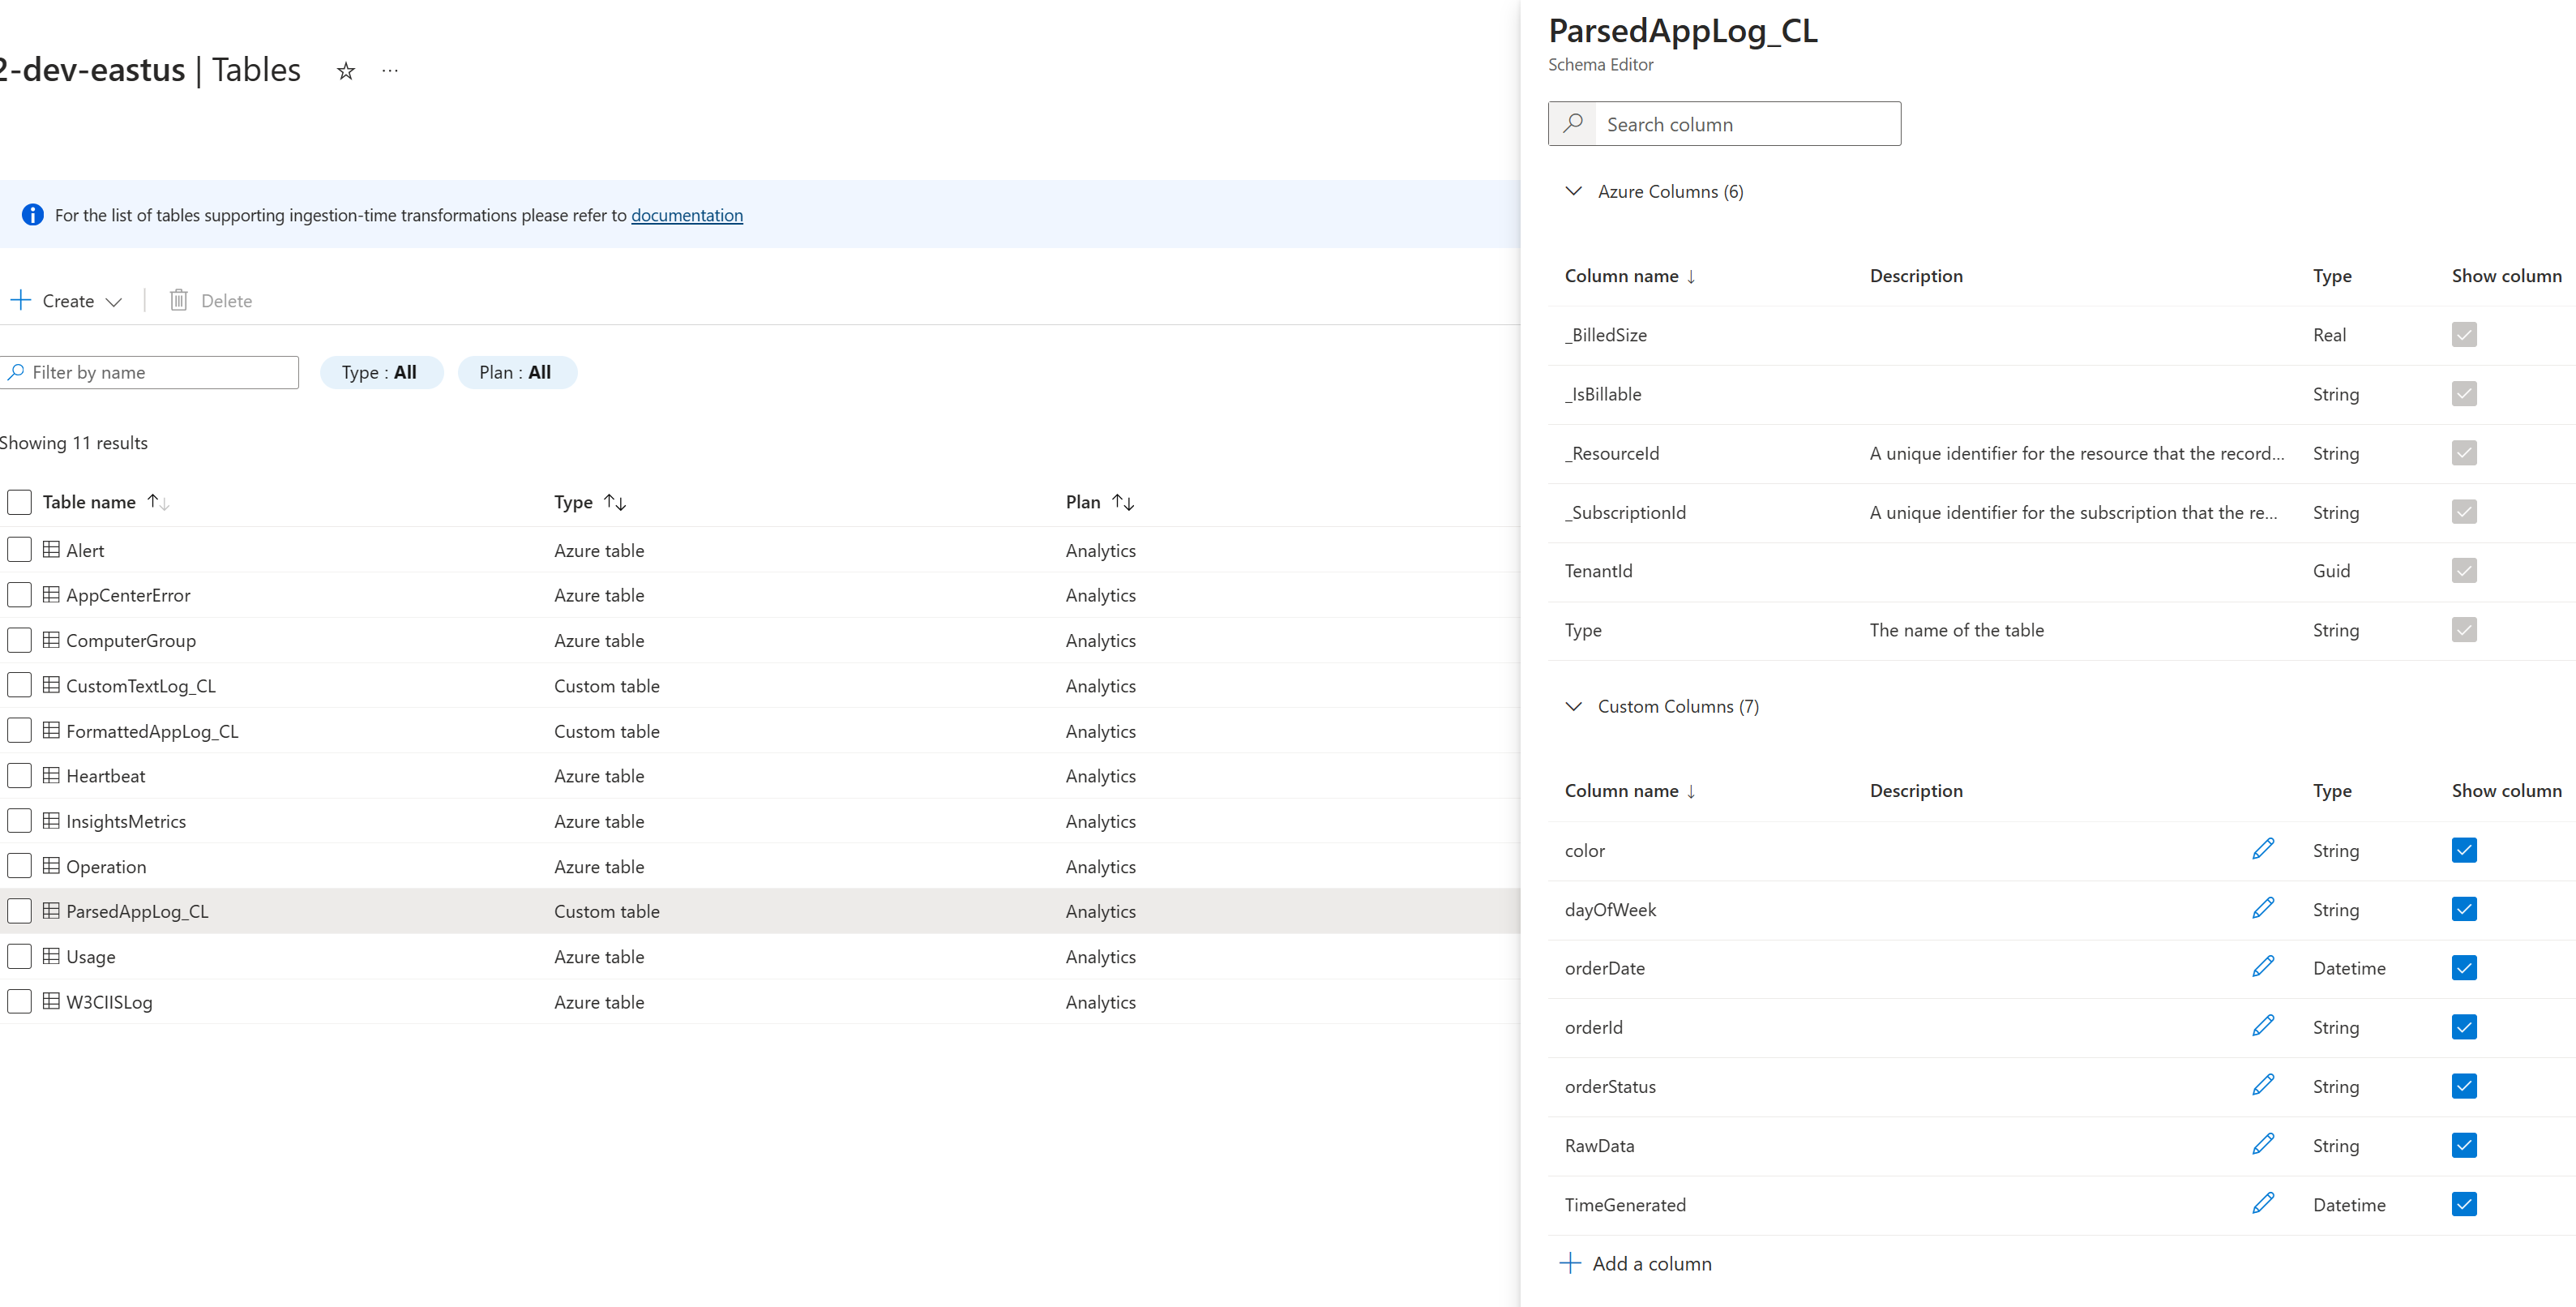 2-dev-eastus | Tables
For the list of tables supporting ingestion-time transformations please refer to documentation
Create
Delete
Filter by name
Type : All
Plan : All
Showing 11 results
Table name Type Plan
Alert Azure table Analytics
AppCenterError Azure table Analytics
ComputerGroup Azure table Analytics
CustomTextLog_CL Custom table Analytics
FormattedAppLog_CL Custom table Analytics
Heartbeat Azure table Analytics
InsightsMetrics Azure table Analytics
Operation Azure table Analytics
ParsedAppLog_CL Custom table Analytics
Usage Azure table Analytics
W3CIISLog Azure table Analytics
ParsedAppLog_CL
Schema Editor
Search column
Azure Columns (6)
Column name Description Type Show column
_BilledSize Real
_IsBillable String
_ResourceId A unique identifier for the resource that the record... String
_SubscriptionId A unique identifier for the subscription that the re... String
TenantId Guid
Type The name of the table String
Custom Columns (7)
Column name Description Type Show column
color String
dayOfWeek String
orderDate Datetime
orderId String
orderStatus String
RawData String
TimeGenerated Datetime
Add a column